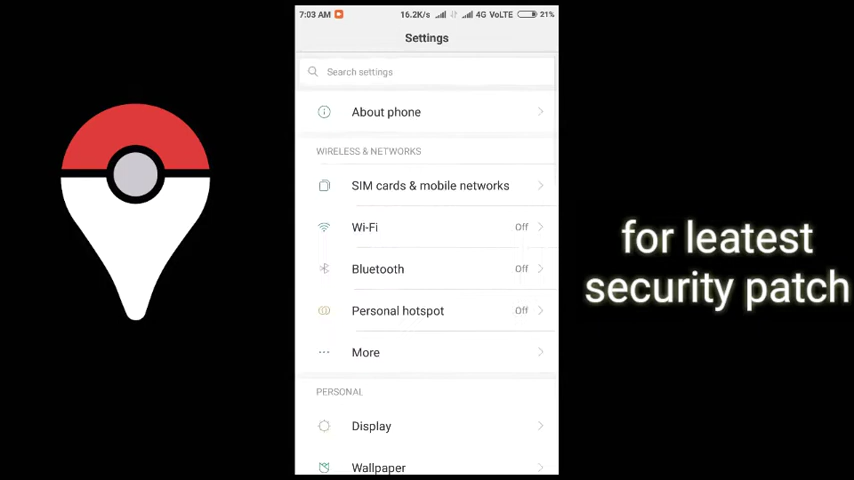 7:03 AM 16.2K/s 4G VoLTE 21%
Settings
Search settings
About phone
WIRELESS & NETWORKS
SIM cards & mobile networks
Wi-Fi Off
Bluetooth Off
Personal hotspot Off
More
PERSONAL
Display
Wallpaper
for leatest
security patch